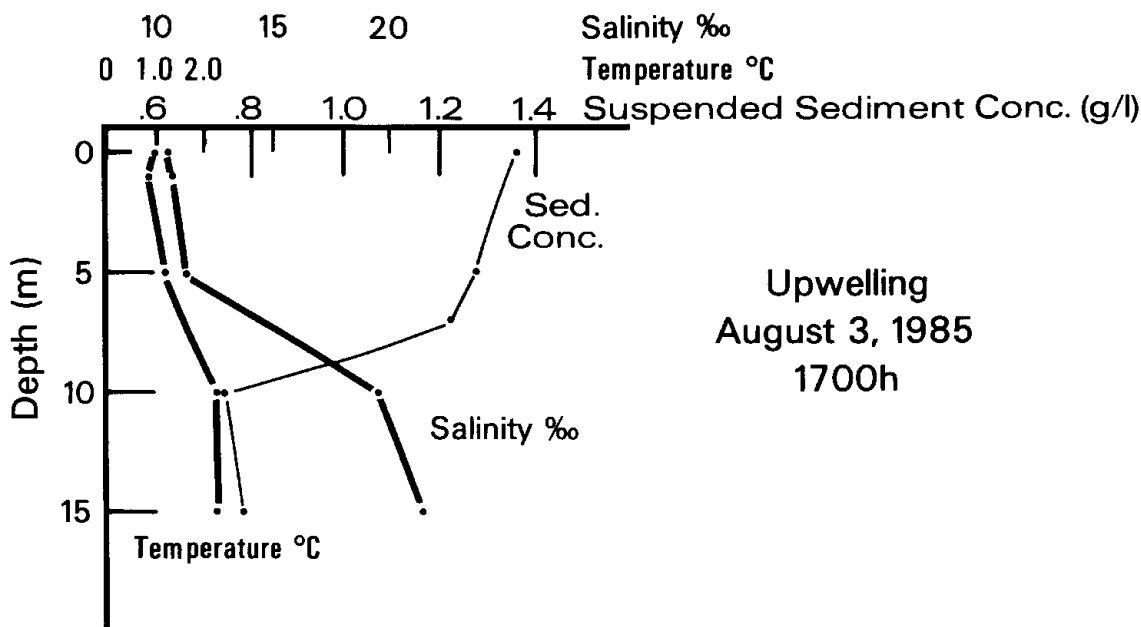 10 15 20 Salinity ‰
0 1.0 2.0 Temperature °C
.6 .8 1.0 1.2 1.4 Suspended Sediment Conc. (g/l)
0
Sed.
Conc.
5
Upwelling
August 3, 1985
1700h
Depth (m)
10
Salinity ‰
15
Temperature °C